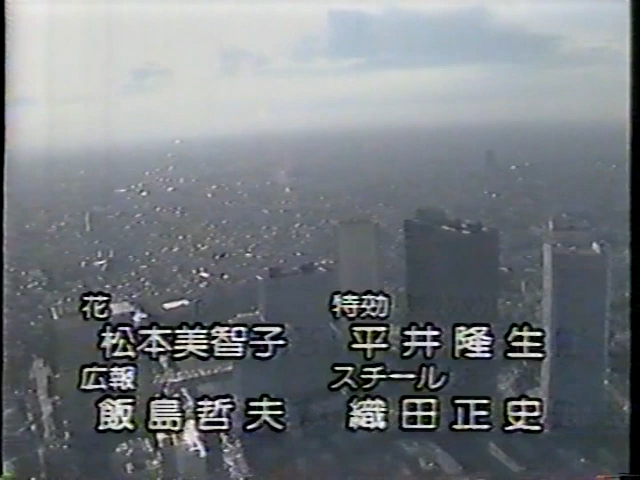 花
松本美智子
特効
平井隆生
広報
飯島哲夫
スチール
織田正史